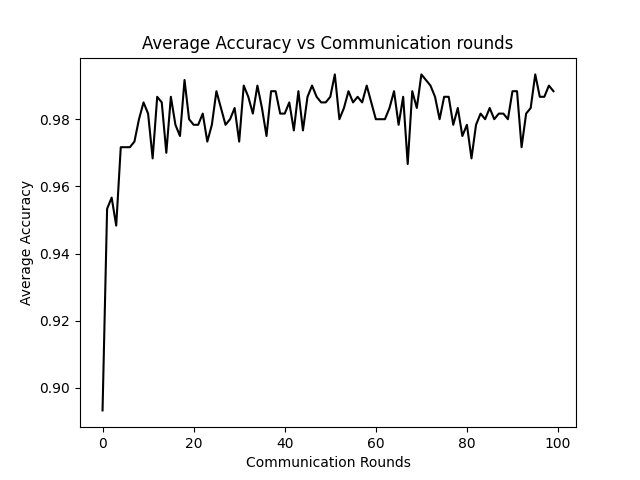 Average Accuracy vs Communication rounds
Average Accuracy
0.98
0.96
0.94
0.92
0.90
0 20 40 60 80 100
Communication Rounds